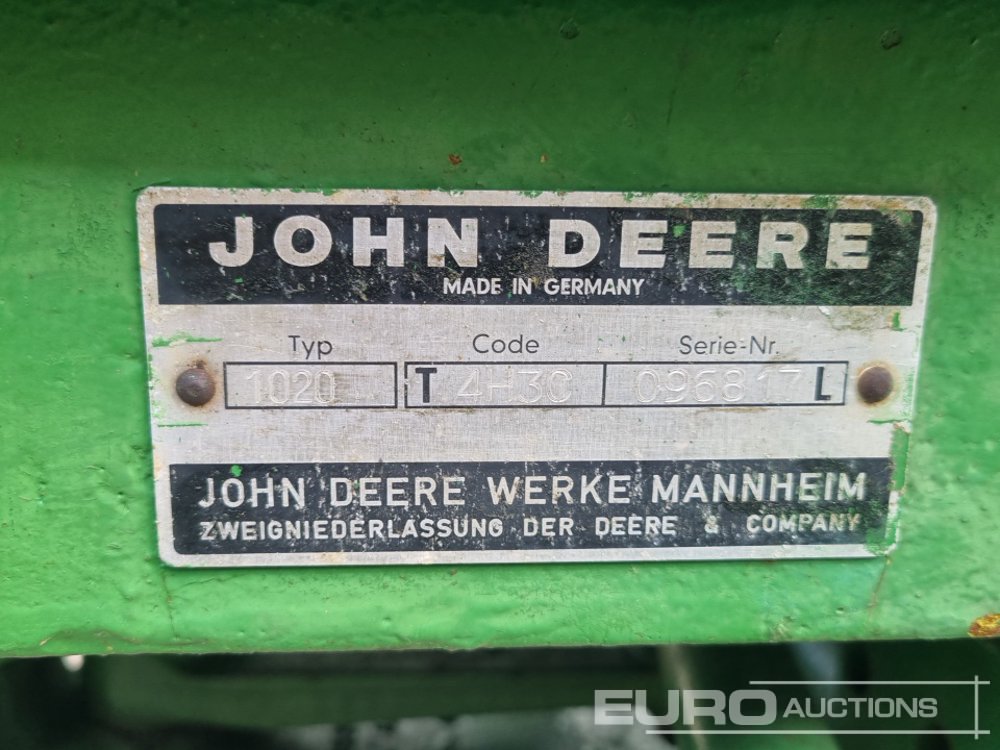 JOHN DEERE
MADE IN GERMANY
Typ Code Serie-Nr.
1020 T 4H3C 096817 L
JOHN DEERE WERKE MANNHEIM
ZWEIGNIEDERLASSUNG DER DEERE & COMPANY
EURO AUCTIONS